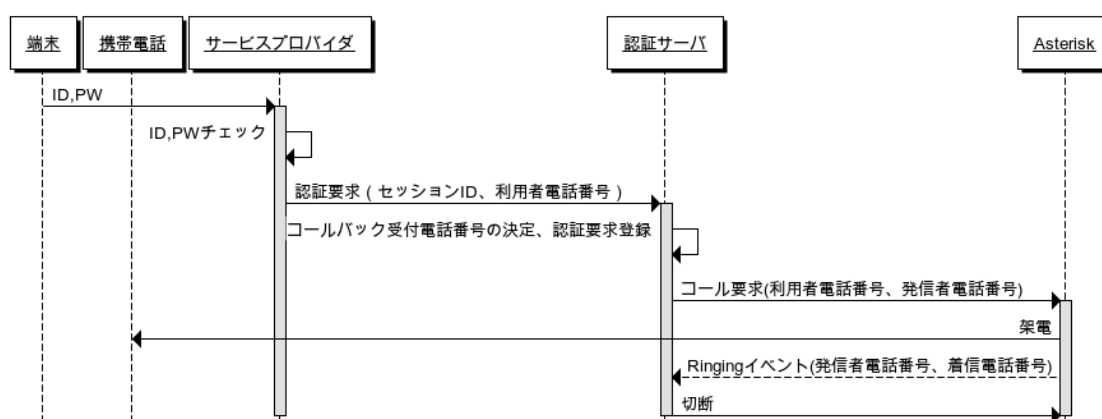 端末
携帯電話
サービスプロバイダ
認証サーバ
Asterisk
ID,PW
ID,PWチェック
認証要求 ( セッションID、利用者電話番号 )
コールバック受付電話番号の決定、認証要求登録
コール要求(利用者電話番号、発信者電話番号)
架電
Ringingイベント(発信者電話番号、着信電話番号)
切断